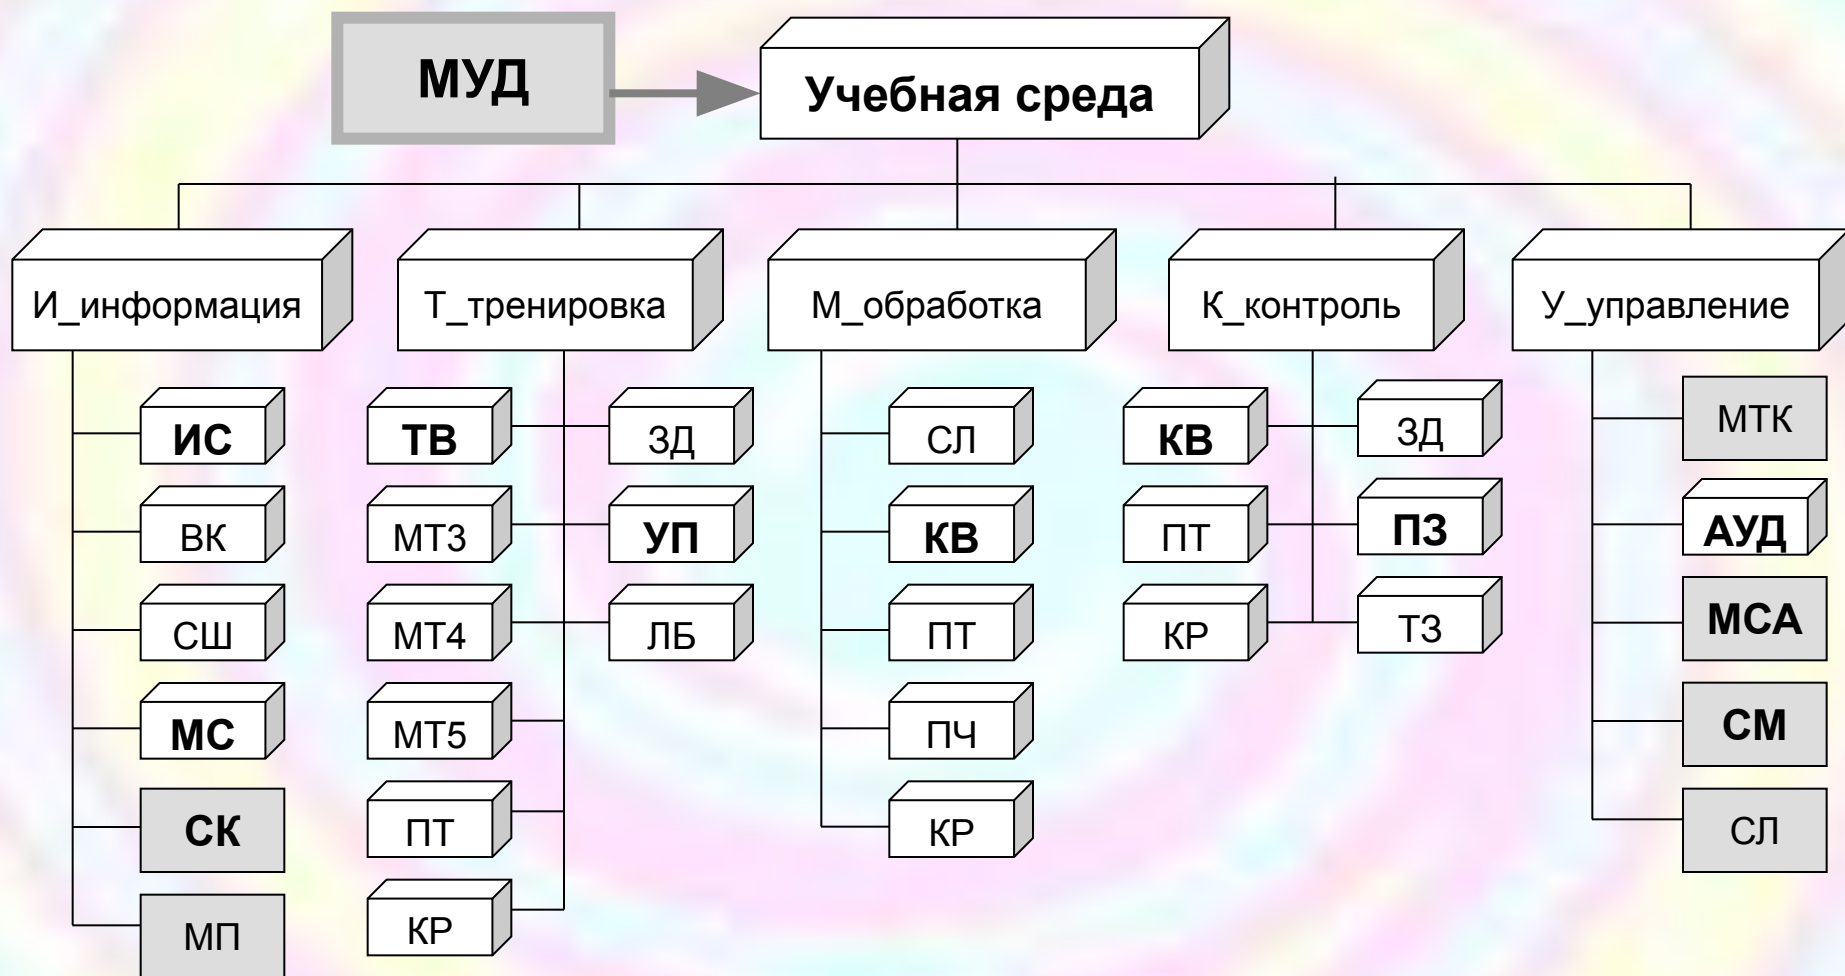 МУД
Учебная среда
И_информация
Т_тренировка
М_обработка
К_контроль
У_управление
ИС
ВК
СШ
МС
СК
МП
ТВ
МТ3
МТ4
МТ5
ПТ
КР
ЗД
УП
ЛБ
СЛ
КВ
ПТ
ПЧ
КР
КВ
ПТ
КР
ЗД
ПЗ
ТЗ
МТК
АУД
МСА
СМ
СЛ